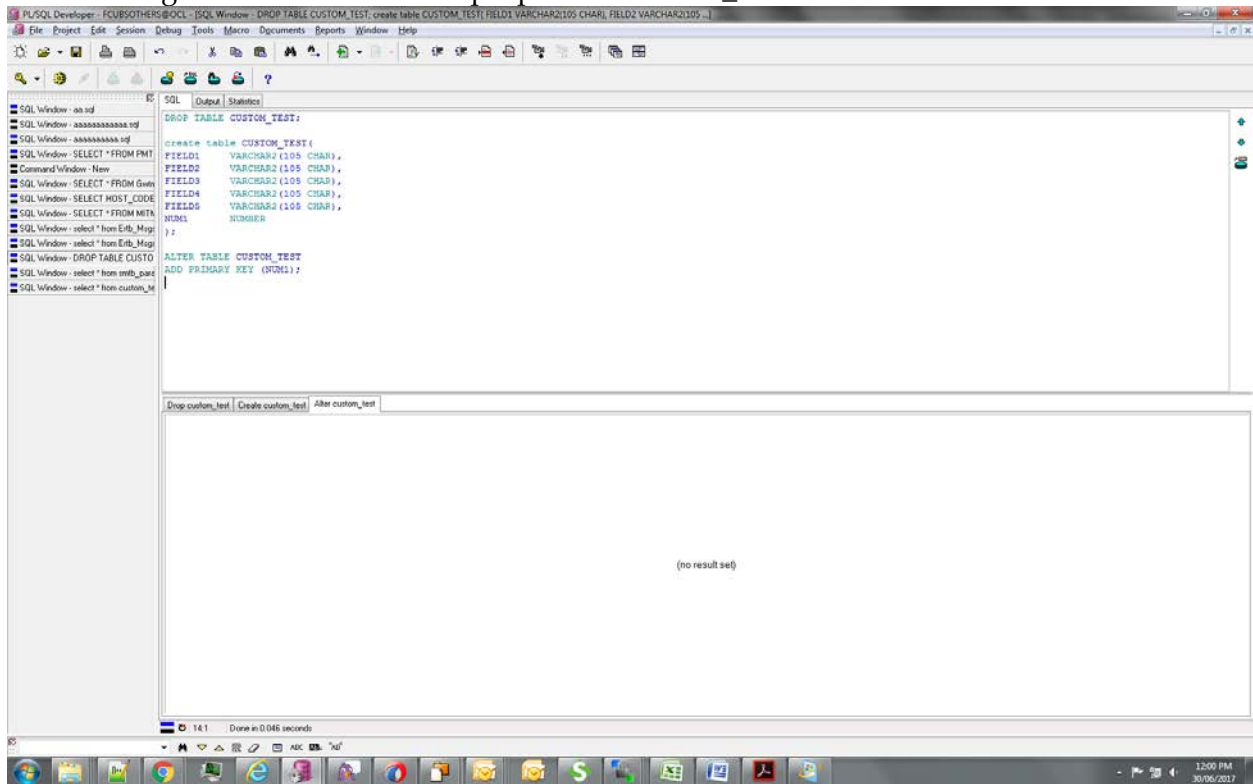 PL/SQL Developer - FCUBSOTHERS@OCL - [SQL Window - DROP TABLE CUSTOM_TEST; create table CUSTOM_TEST( FIELD1 VARCHAR2(105 CHAR), FIELD2 VARCHAR2(105 ...]
File Project Edit Session Debug Tools Macro Documents Reports Window Help
SQL Output Statistics
SQL Window - aa.sql
SQL Window - aaaaaaaaaaaa.sql
SQL Window - aaaaaaaaaa.sql
SQL Window - SELECT * FROM PMT
Command Window - New
SQL Window - SELECT * FROM Gwtn
SQL Window - SELECT HOST_CODE
SQL Window - SELECT * FROM MITN
SQL Window - select * from Ertb_Msgs
SQL Window - select * from Ertb_Msgs
SQL Window - DROP TABLE CUSTO
SQL Window - select * from smtb_para
SQL Window - select * from custom_te
DROP TABLE CUSTOM_TEST;
create table CUSTOM_TEST(
FIELD1 VARCHAR2(105 CHAR),
FIELD2 VARCHAR2(105 CHAR),
FIELD3 VARCHAR2(105 CHAR),
FIELD4 VARCHAR2(105 CHAR),
FIELD5 VARCHAR2(105 CHAR),
NUM1 NUMBER
);
ALTER TABLE CUSTOM_TEST
ADD PRIMARY KEY (NUM1);
Drop custom_test Create custom_test Alter custom_test
(no result set)
14:1 Done in 0.046 seconds
ABC
12:00 PM
30/06/2017